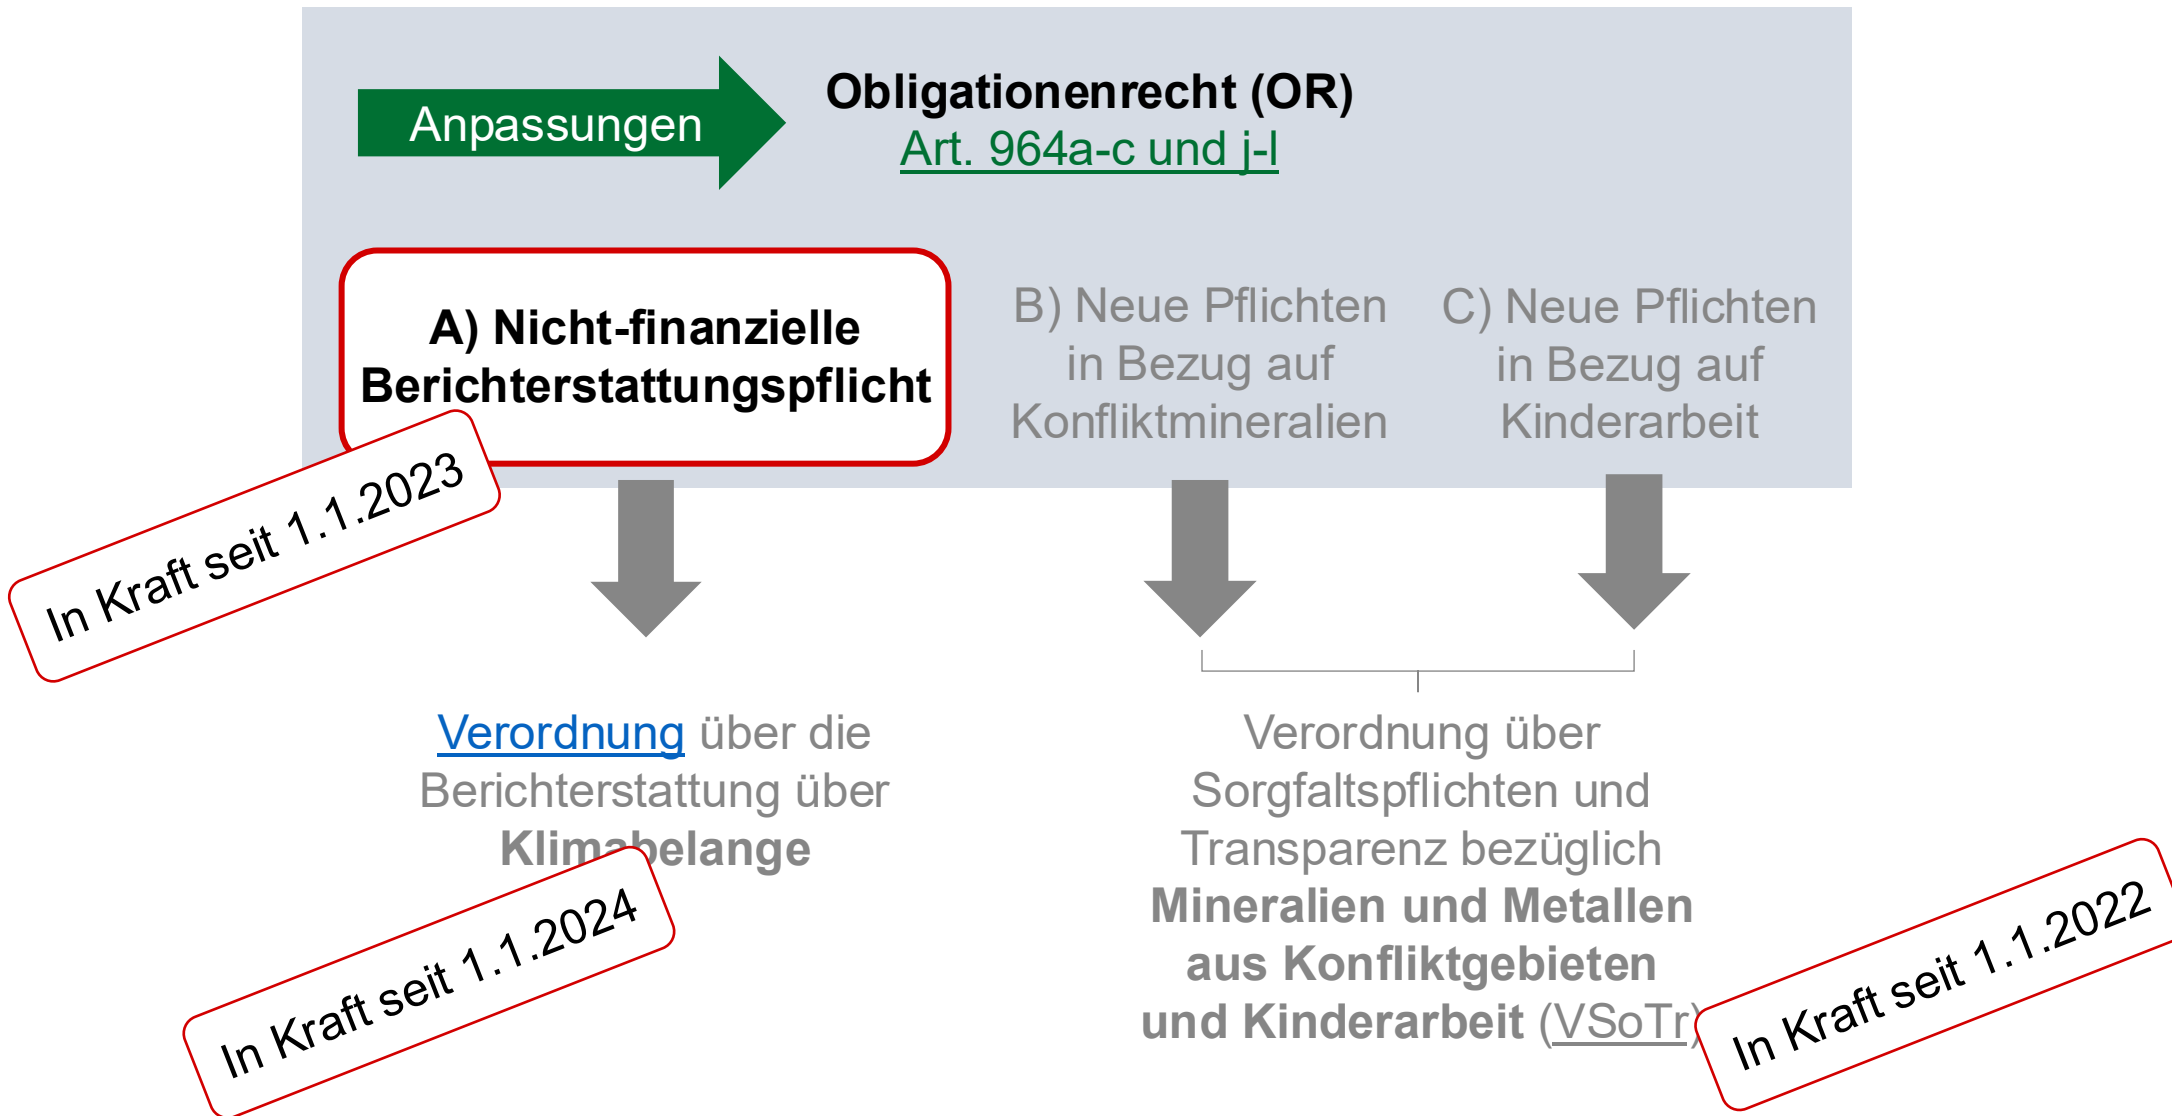 Anpassungen
Obligationenrecht (OR)
Art. 964a-c und j-l
A) Nicht-finanzielle
Berichterstattungspflicht
B) Neue Pflichten
in Bezug auf
Konfliktmineralien
C) Neue Pflichten
in Bezug auf
Kinderarbeit
In Kraft seit 1.1.2023
Verordnung über die
Berichterstattung über
Klimabelange
In Kraft seit 1.1.2024
Verordnung über
Sorgfaltspflichten und
Transparenz bezüglich
Mineralien und Metallen
aus Konfliktgebieten
und Kinderarbeit (VSoTr)
In Kraft seit 1.1.2022